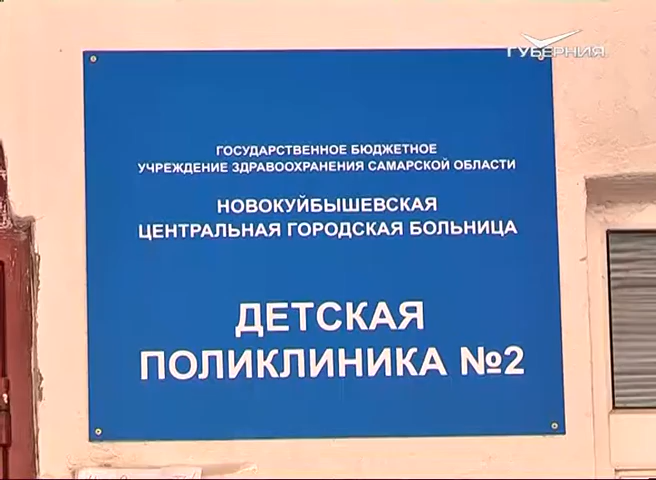 ГУБЕРНИЯ
ГОСУДАРСТВЕННОЕ БЮДЖЕТНОЕ
УЧРЕЖДЕНИЕ ЗДРАВООХРАНЕНИЯ САМАРСКОЙ ОБЛАСТИ
НОВОКУЙБЫШЕВСКАЯ
ЦЕНТРАЛЬНАЯ ГОРОДСКАЯ БОЛЬНИЦА
ДЕТСКАЯ
ПОЛИКЛИНИКА №2